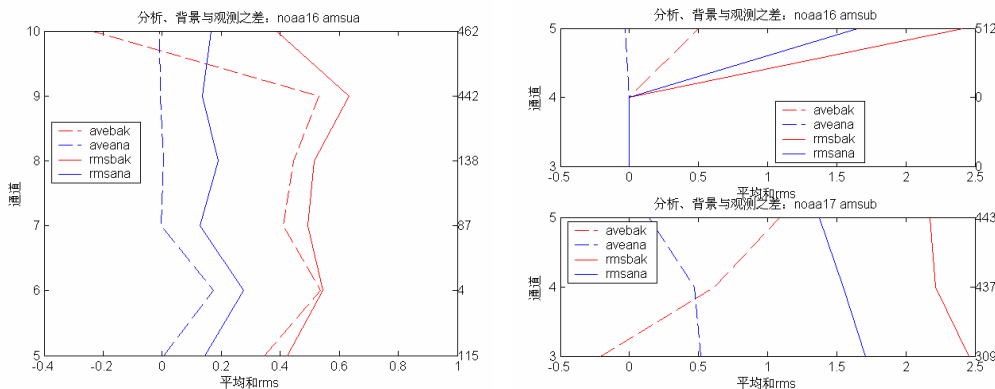 分析、背景与观测之差：noaa16 amsua
10
9
8
7
6
5
通道
462
442
138
87
4
115
avebak
aveana
rmsbak
rmsana
-0.4
-0.2
0
0.2
0.4
0.6
0.8
1
平均和rms
分析、背景与观测之差：noaa16 amsub
5
4
3
通道
512
0
0
avebak
aveana
rmsbak
rmsana
-0.5
0
0.5
1
1.5
2
2.5
平均和rms
分析、背景与观测之差：noaa17 amsub
5
4
3
通道
443
437
309
avebak
aveana
rmsbak
rmsana
-0.5
0
0.5
1
1.5
2
2.5
平均和rms